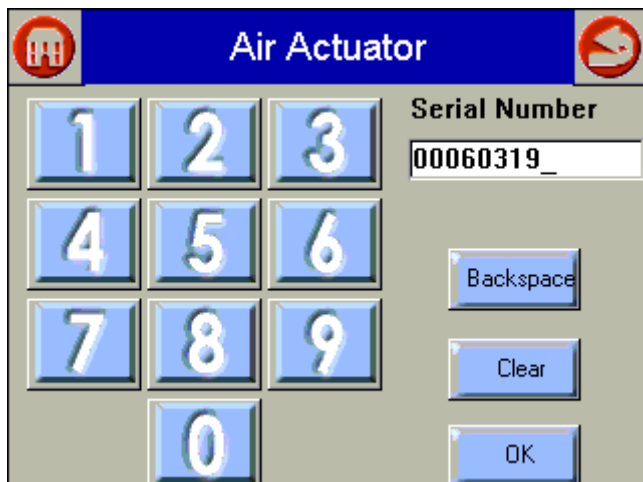 Air Actuator
Serial Number
00060319_
1 2 3
4 5 6
7 8 9
0
Backspace
Clear
OK